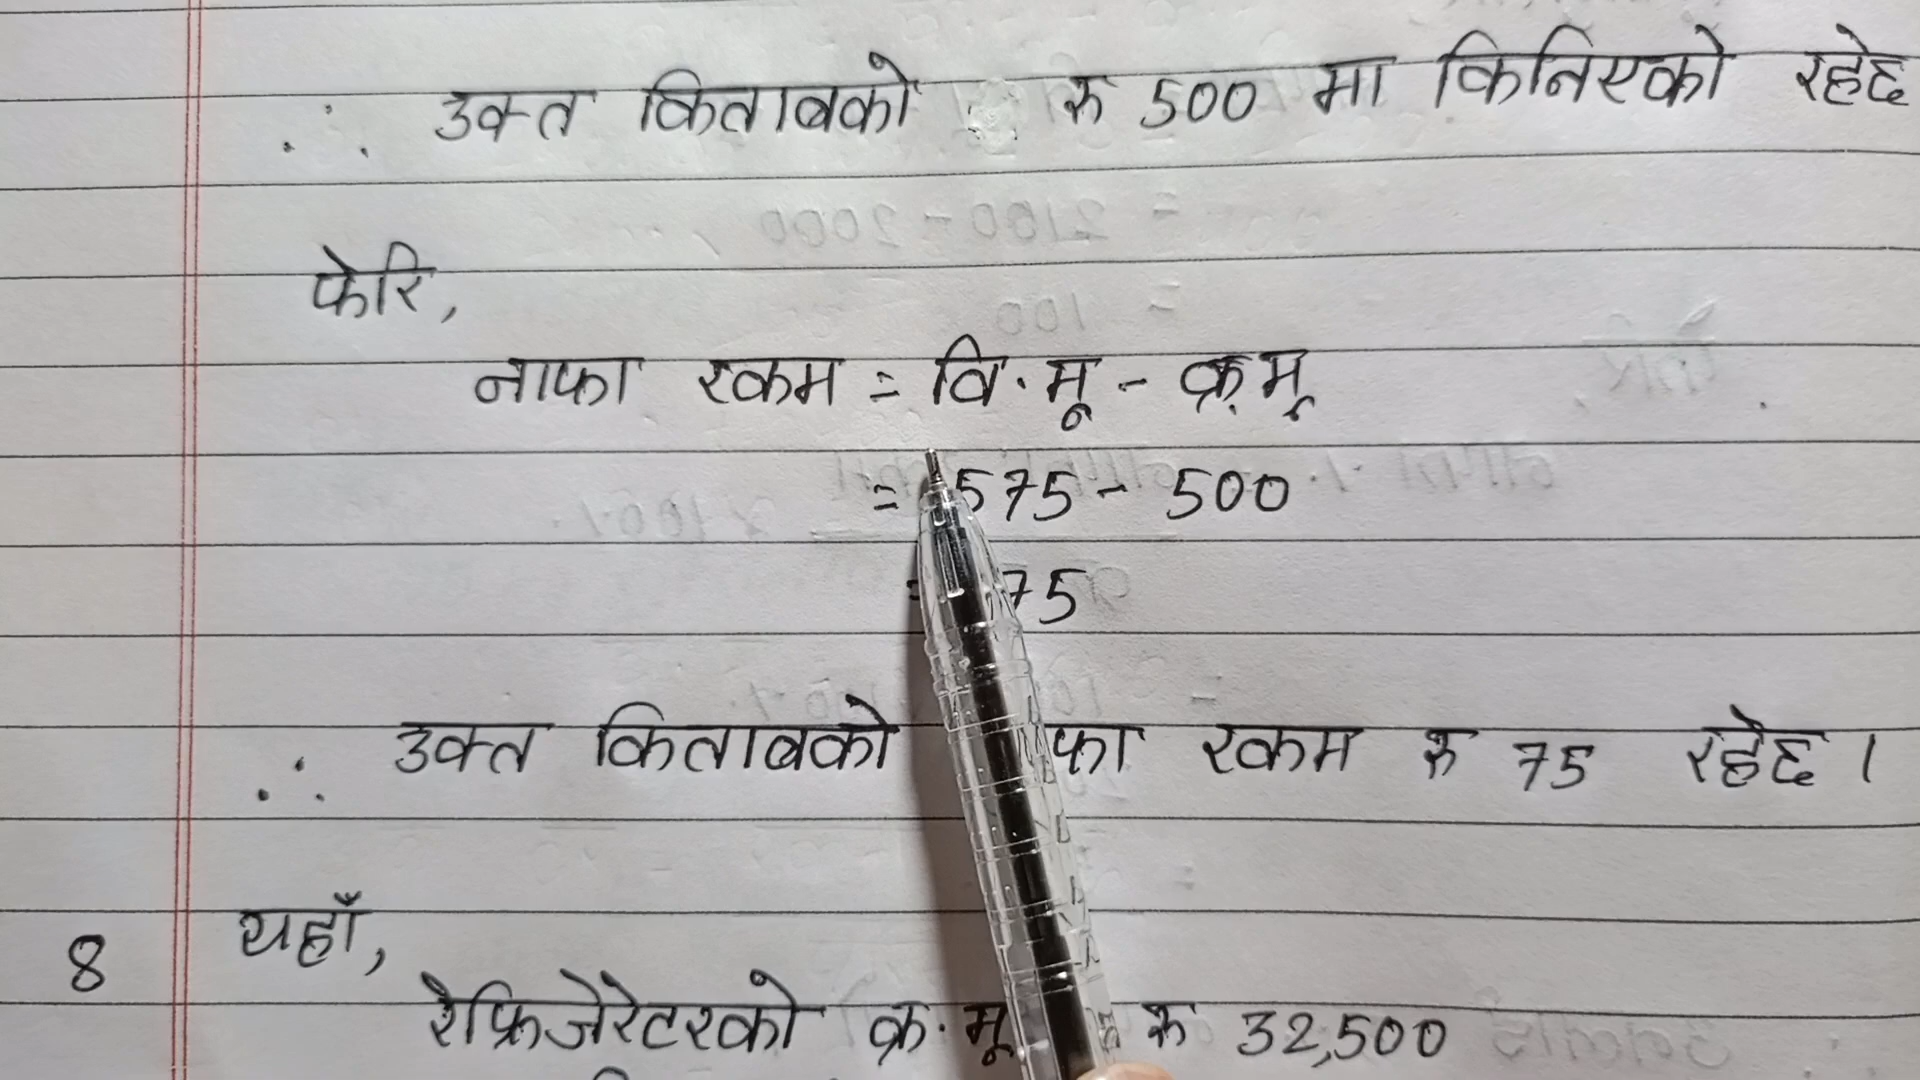 ∴ उक्त किताबको रु 500 मा किनिएको रहेछ
फेरि,
नाफा रकम = वि.मू - क्र.मू
= 575 - 500
= 75
∴ उक्त किताबको फा रकम रु 75 रहेछ ।
8 यहाँ,
रेफ्रिजेरेटरको क्र.मू रु 32,500